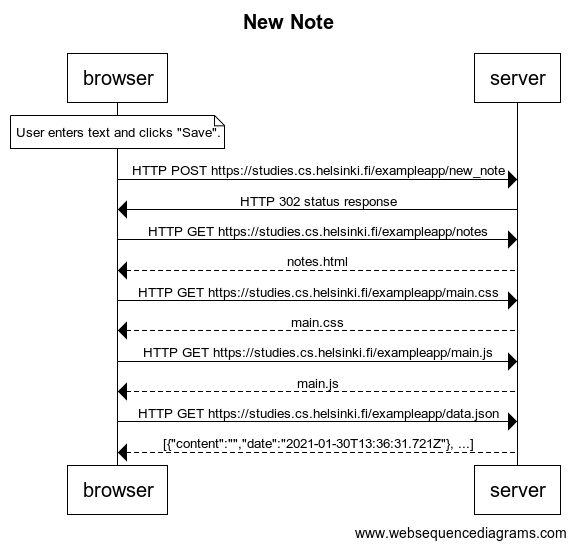 New Note
browser server
User enters text and clicks "Save".
HTTP POST https://studies.cs.helsinki.fi/exampleapp/new_note
HTTP 302 status response
HTTP GET https://studies.cs.helsinki.fi/exampleapp/notes
notes.html
HTTP GET https://studies.cs.helsinki.fi/exampleapp/main.css
main.css
HTTP GET https://studies.cs.helsinki.fi/exampleapp/main.js
main.js
HTTP GET https://studies.cs.helsinki.fi/exampleapp/data.json
[{"content":"","date":"2021-01-30T13:36:31.721Z"}, ...]
browser server
www.websequencediagrams.com